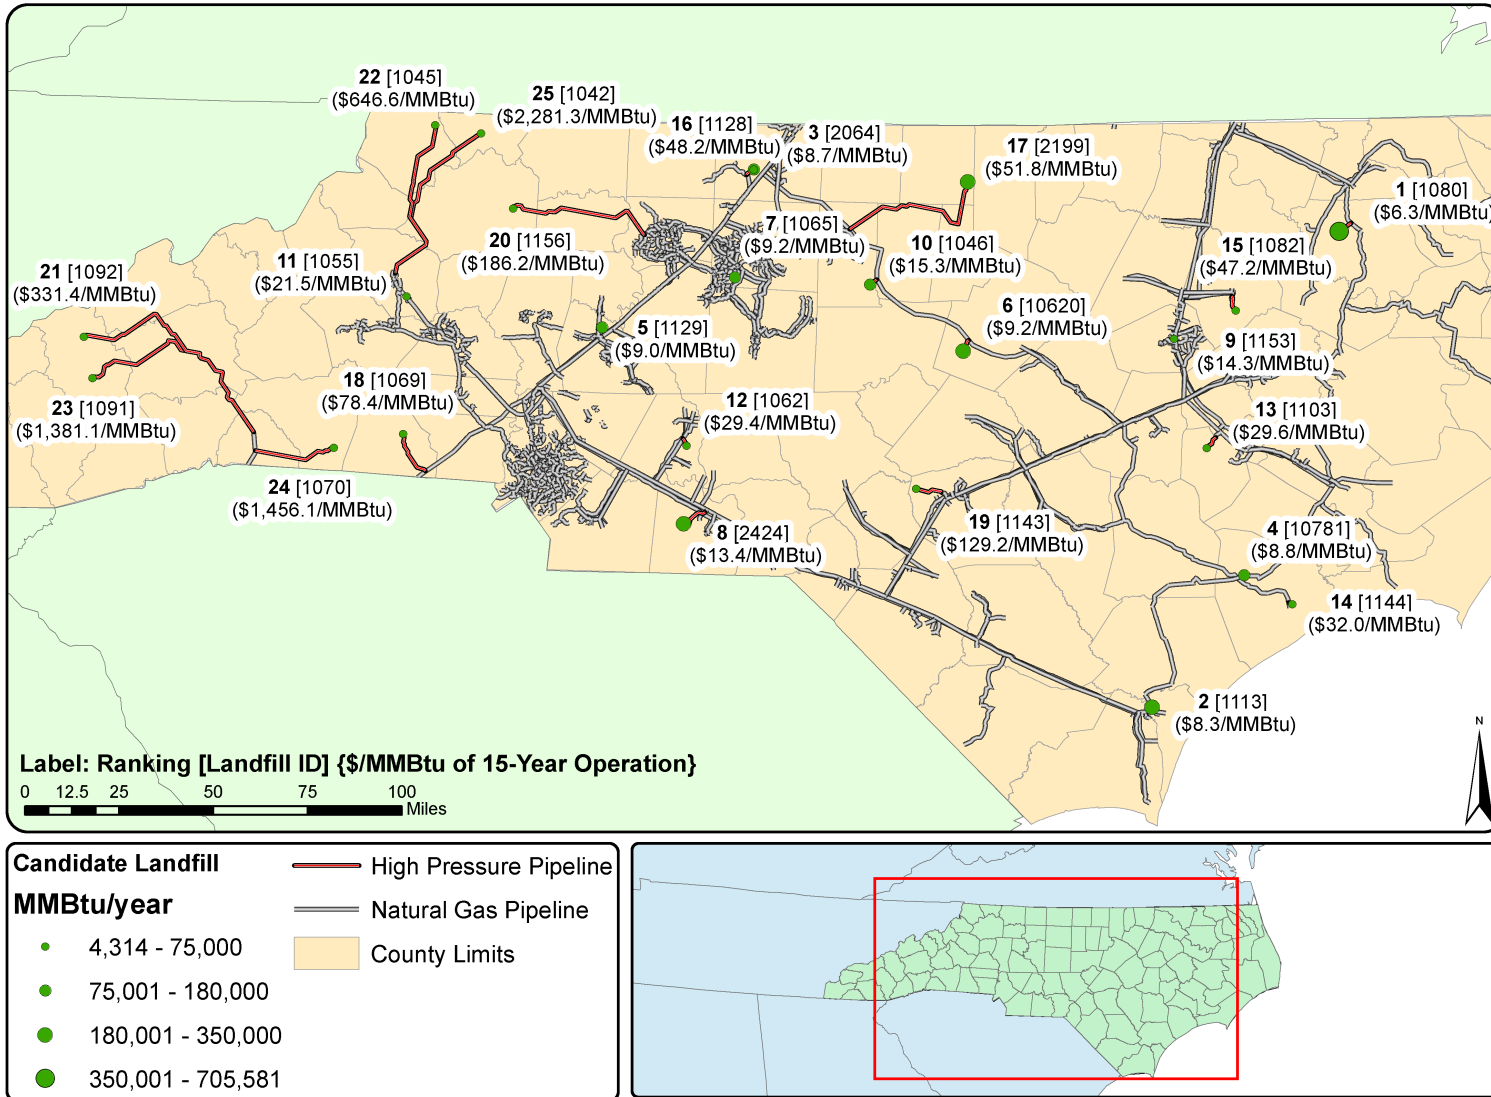 22 [1045]
($646.6/MMBtu)
25 [1042]
($2,281.3/MMBtu)
16 [1128]
($48.2/MMBtu)
3 [2064]
($8.7/MMBtu)
17 [2199]
($51.8/MMBtu)
1 [1080]
($6.3/MMBtu)
7 [1065]
($9.2/MMBtu)
20 [1156]
($186.2/MMBtu)
10 [1046]
($15.3/MMBtu)
15 [1082]
($47.2/MMBtu)
21 [1092]
($331.4/MMBtu)
11 [1055]
($21.5/MMBtu)
6 [10620]
($9.2/MMBtu)
5 [1129]
($9.0/MMBtu)
9 [1153]
($14.3/MMBtu)
18 [1069]
($78.4/MMBtu)
23 [1091]
($1,381.1/MMBtu)
12 [1062]
($29.4/MMBtu)
13 [1103]
($29.6/MMBtu)
24 [1070]
($1,456.1/MMBtu)
8 [2424]
($13.4/MMBtu)
19 [1143]
($129.2/MMBtu)
4 [10781]
($8.8/MMBtu)
14 [1144]
($32.0/MMBtu)
2 [1113]
($8.3/MMBtu)
N
Label: Ranking [Landfill ID] {$/MMBtu of 15-Year Operation}
0 12.5 25 50 75 100
Miles
Candidate Landfill
MMBtu/year
4,314 - 75,000
75,001 - 180,000
180,001 - 350,000
350,001 - 705,581
High Pressure Pipeline
Natural Gas Pipeline
County Limits